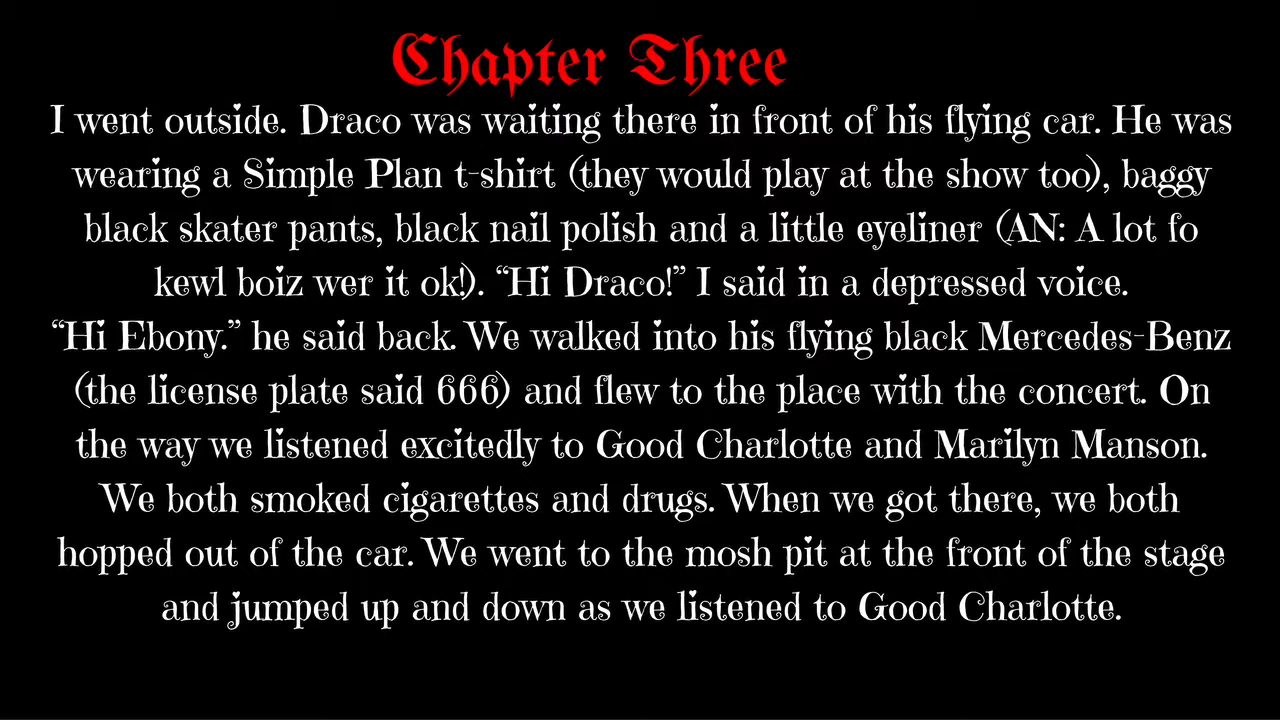 Chapter Three
I went outside. Draco was waiting there in front of his flying car. He was
wearing a Simple Plan t-shirt (they would play at the show too), baggy
black skater pants, black nail polish and a little eyeliner (AN: A lot fo
kewl boiz wer it ok!). “Hi Draco!” I said in a depressed voice.
“Hi Ebony.” he said back. We walked into his flying black Mercedes-Benz
(the license plate said 666) and flew to the place with the concert. On
the way we listened excitedly to Good Charlotte and Marilyn Manson.
We both smoked cigarettes and drugs. When we got there, we both
hopped out of the car. We went to the mosh pit at the front of the stage
and jumped up and down as we listened to Good Charlotte.